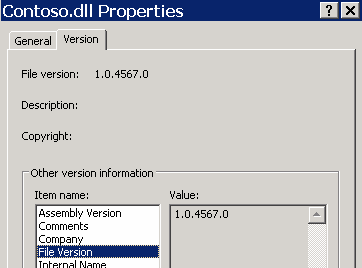 Contoso.dll Properties
General Version
File version: 1.0.4567.0
Description:
Copyright:
Other version information
Item name: Value:
Assembly Version 1.0.4567.0
Comments
Company
File Version
Internal Name